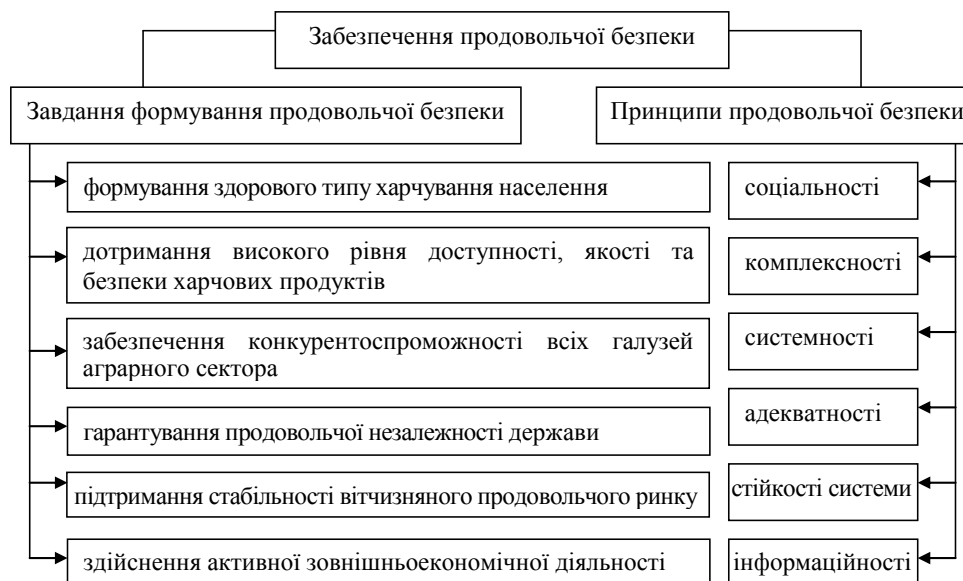 Забезпечення продовольчої безпеки
Завдання формування продовольчої безпеки
Принципи продовольчої безпеки
формування здорового типу харчування населення
соціальності
дотримання високого рівня доступності, якості та
безпеки харчових продуктів
комплексності
забезпечення конкурентоспроможності всіх галузей
аграрного сектора
системності
гарантування продовольчої незалежності держави
адекватності
підтримання стабільності вітчизняного продовольчого ринку
стійкості системи
здійснення активної зовнішньоекономічної діяльності
інформаційності